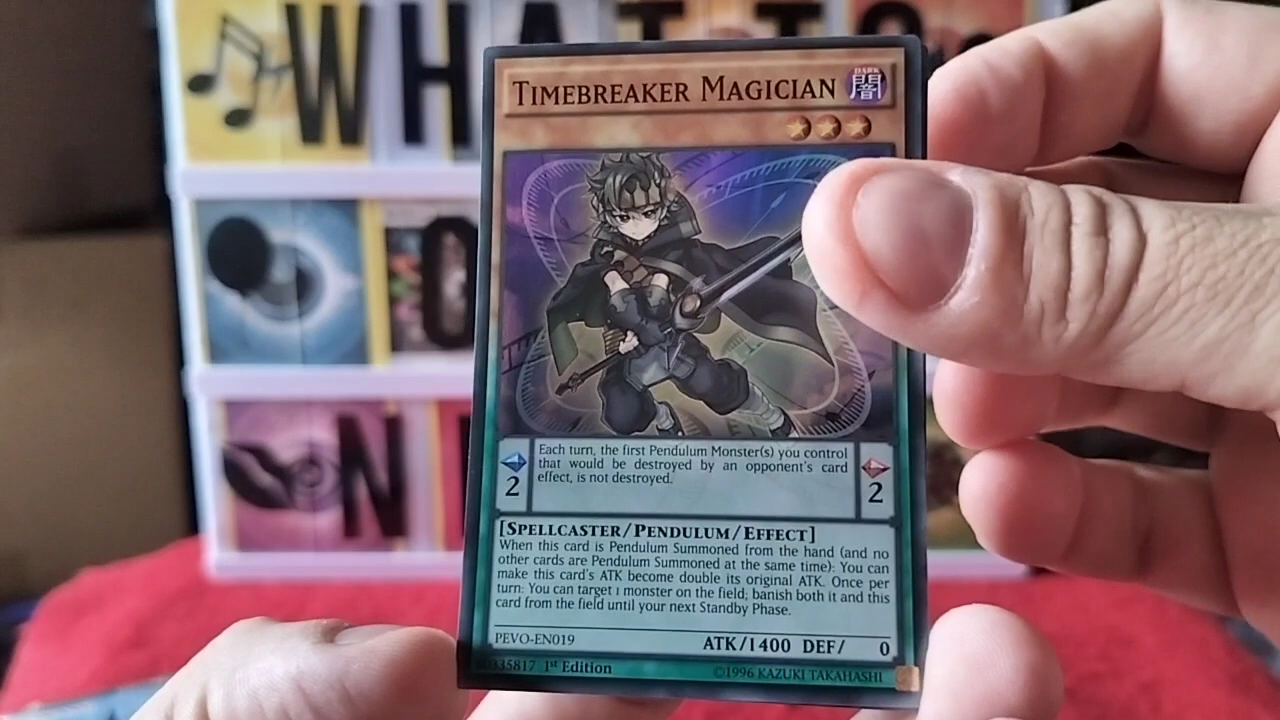 WHAT TO
O
N
TIMEBREAKER MAGICIAN
DARK
闇
Each turn, the first Pendulum Monster(s) you control
that would be destroyed by an opponent's card
effect, is not destroyed.
2
2
[SPELLCASTER/PENDULUM/EFFECT]
When this card is Pendulum Summoned from the hand (and no
other cards are Pendulum Summoned at the same time): You can
make this card's ATK become double its original ATK. Once per
turn: You can target 1 monster on the field; banish both it and this
card from the field until your next Standby Phase.
PEVO-EN019
ATK/1400 DEF/ 0
1st Edition
©1996 KAZUKI TAKAHASHI